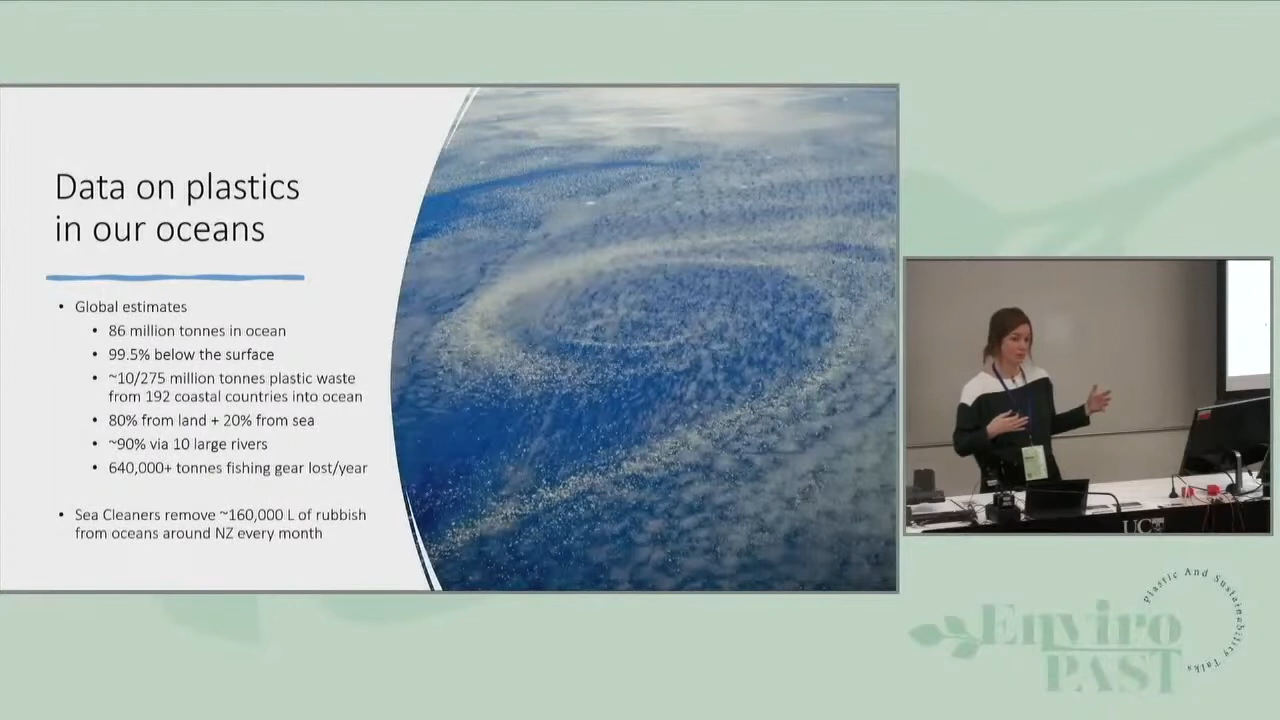 Data on plastics
in our oceans
• Global estimates
• 86 million tonnes in ocean
• 99.5% below the surface
• ~10/275 million tonnes plastic waste
from 192 coastal countries into ocean
• 80% from land + 20% from sea
• ~90% via 10 large rivers
• 640,000+ tonnes fishing gear lost/year
• Sea Cleaners remove ~160,000 L of rubbish
from oceans around NZ every month
UC
Plastic And Sustainability Talks
Enviro
PAST